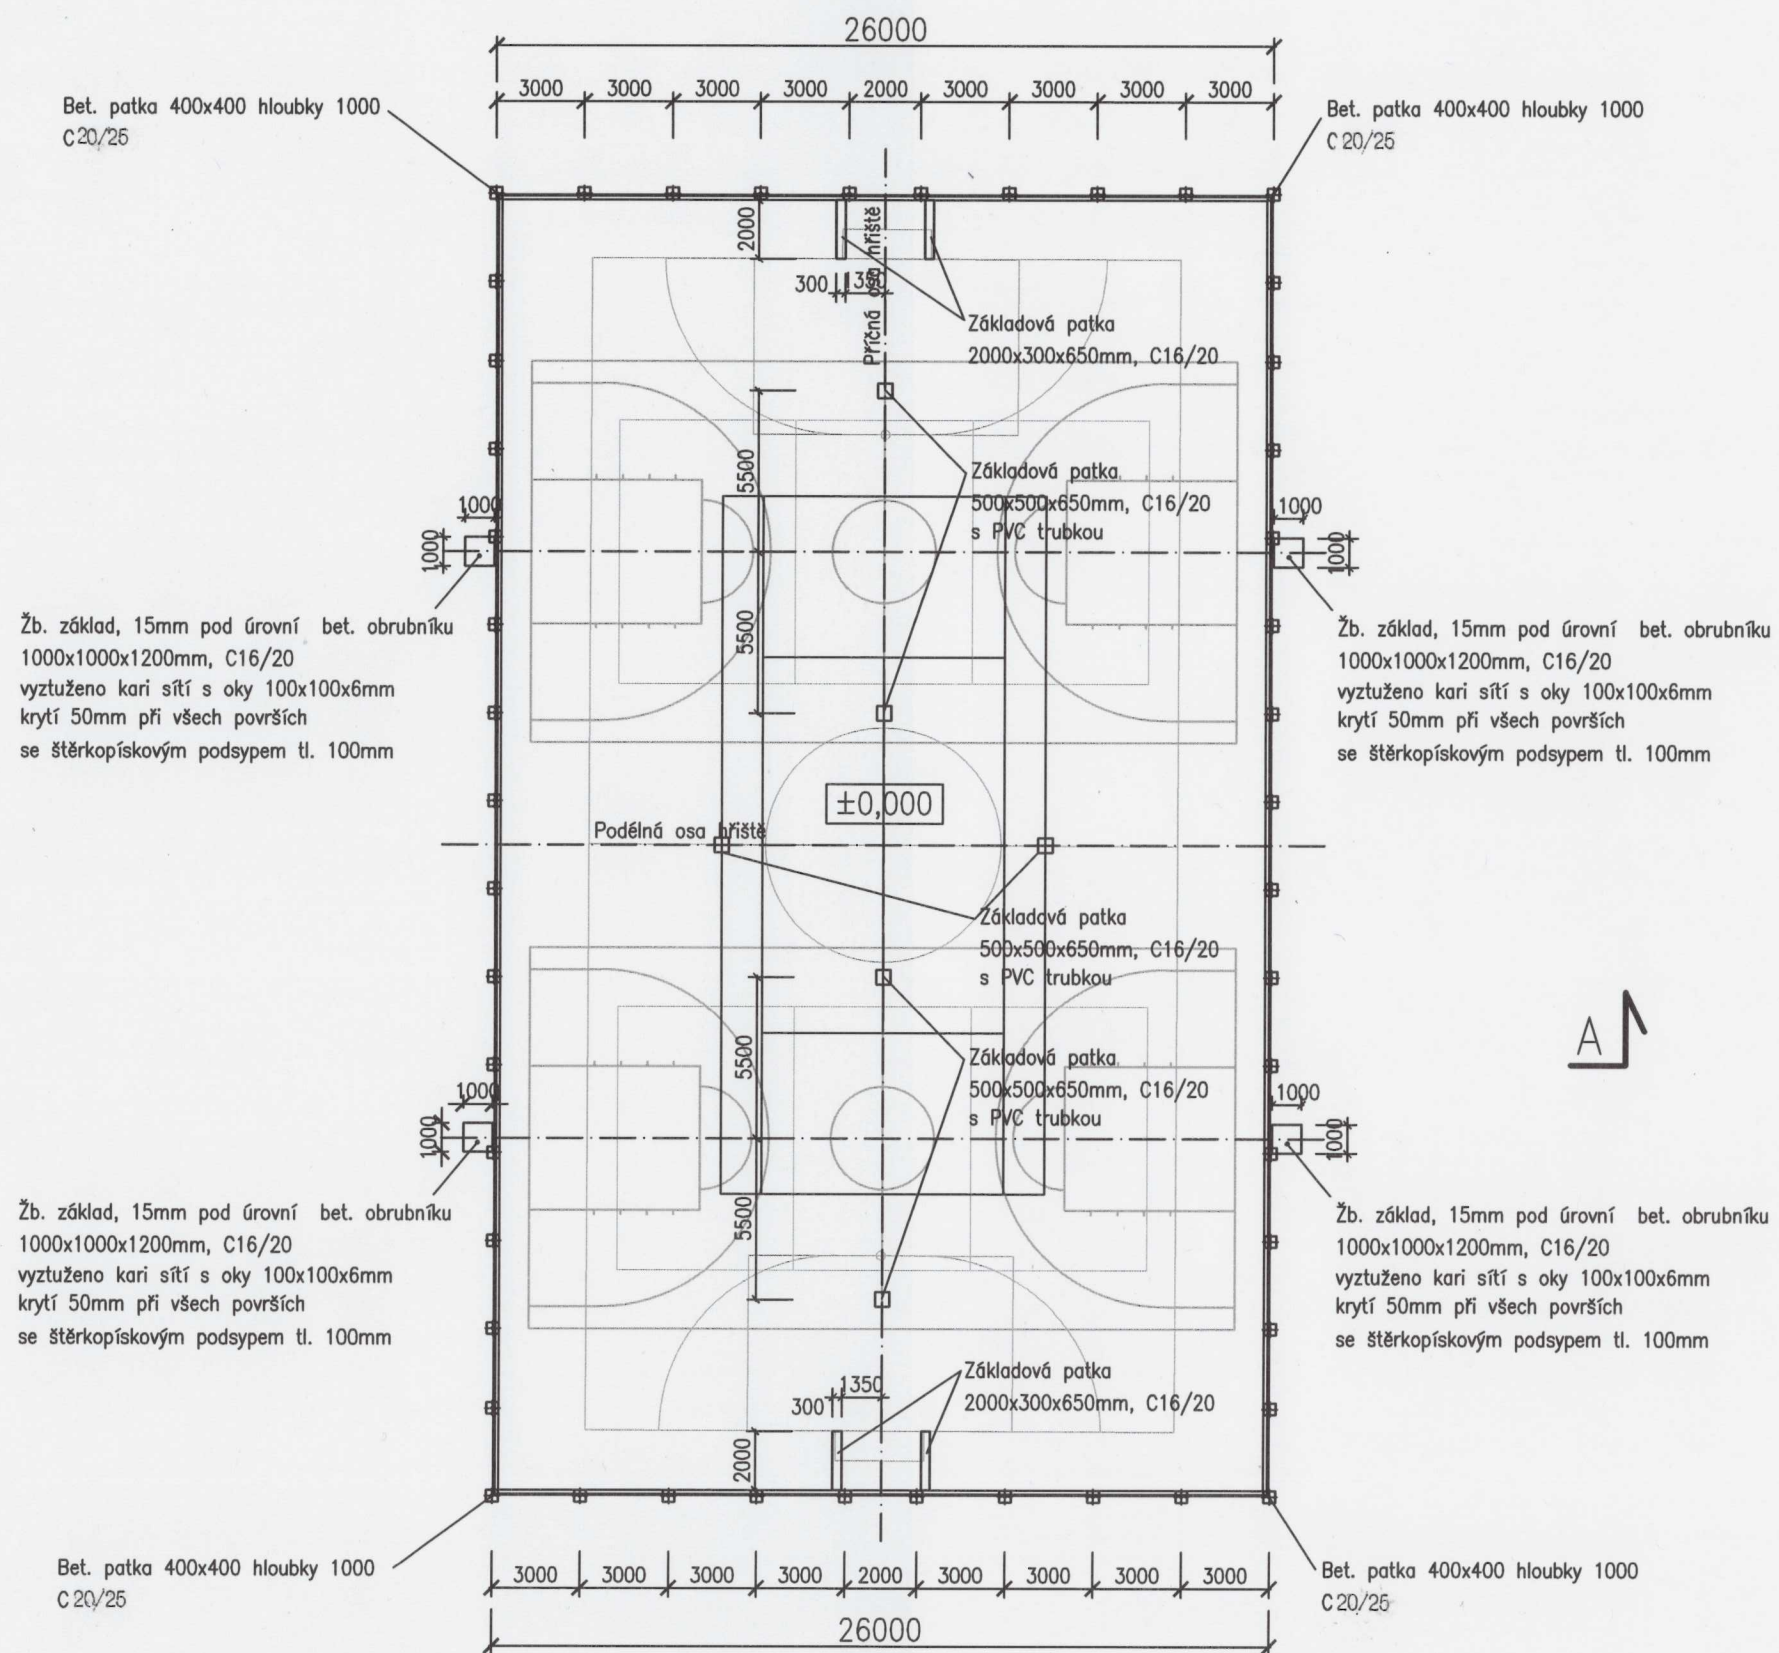 26000
3000 3000 3000 3000 2000 3000 3000 3000 3000
Bet. patka 400x400 hloubky 1000
C 20/25
Bet. patka 400x400 hloubky 1000
C 20/25
2000
Příčná osa hřiště
300 1350
Základová patka
2000x300x650mm, C16/20
5500
Základová patka
500x500x650mm, C16/20
s PVC trubkou
1000
1000
1000
1000
5500
Žb. základ, 15mm pod úrovní bet. obrubníku
1000x1000x1200mm, C16/20
vyztuženo kari sítí s oky 100x100x6mm
krytí 50mm při všech površích
se štěrkopískovým podsypem tl. 100mm
Žb. základ, 15mm pod úrovní bet. obrubníku
1000x1000x1200mm, C16/20
vyztuženo kari sítí s oky 100x100x6mm
krytí 50mm při všech površích
se štěrkopískovým podsypem tl. 100mm
±0,000
Podélná osa hřiště
Základová patka
500x500x650mm, C16/20
s PVC trubkou
A
5500
Základová patka
500x500x650mm, C16/20
s PVC trubkou
1000
1000
1000
1000
5500
Žb. základ, 15mm pod úrovní bet. obrubníku
1000x1000x1200mm, C16/20
vyztuženo kari sítí s oky 100x100x6mm
krytí 50mm při všech površích
se štěrkopískovým podsypem tl. 100mm
Žb. základ, 15mm pod úrovní bet. obrubníku
1000x1000x1200mm, C16/20
vyztuženo kari sítí s oky 100x100x6mm
krytí 50mm při všech površích
se štěrkopískovým podsypem tl. 100mm
300 1350
Základová patka
2000x300x650mm, C16/20
2000
Bet. patka 400x400 hloubky 1000
C 20/25
Bet. patka 400x400 hloubky 1000
C 20/25
3000 3000 3000 3000 2000 3000 3000 3000 3000
26000